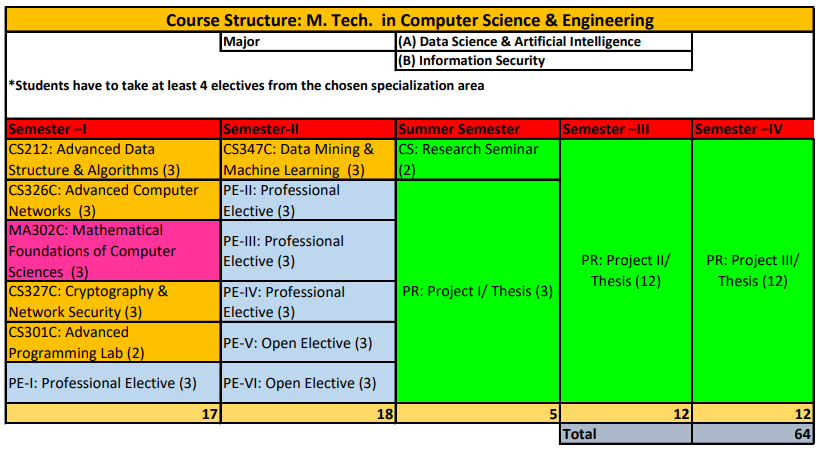 Course Structure: M. Tech.  in Computer Science & Engineering
Major
(A) Data Science & Artificial Intelligence
(B) Information Security
*Students have to take at least 4 electives from the chosen specialization area
Semester –I
Semester-II
Summer Semester
Semester –III
Semester –IV
CS212: Advanced Data
Structure & Algorithms (3)
CS347C: Data Mining &
Machine Learning  (3)
CS: Research Seminar
(2)
PR: Project II/
Thesis (12)
PR: Project III/
Thesis (12)
CS326C: Advanced Computer
Networks  (3)
PE-II: Professional
Elective (3)
PR: Project I/ Thesis (3)
MA302C: Mathematical
Foundations of Computer
Sciences  (3)
PE-III: Professional
Elective (3)
CS327C: Cryptography &
Network Security (3)
PE-IV: Professional
Elective (3)
CS301C: Advanced
Programming Lab (2)
PE-V: Open Elective (3)
PE-I: Professional Elective (3)
PE-VI: Open Elective (3)
17
18
5
12
12
Total
64